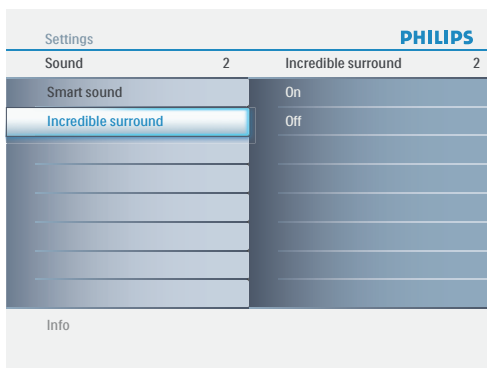 Settings PHILIPS
Sound 2 Incredible surround 2
Smart sound On
Incredible surround Off
Info